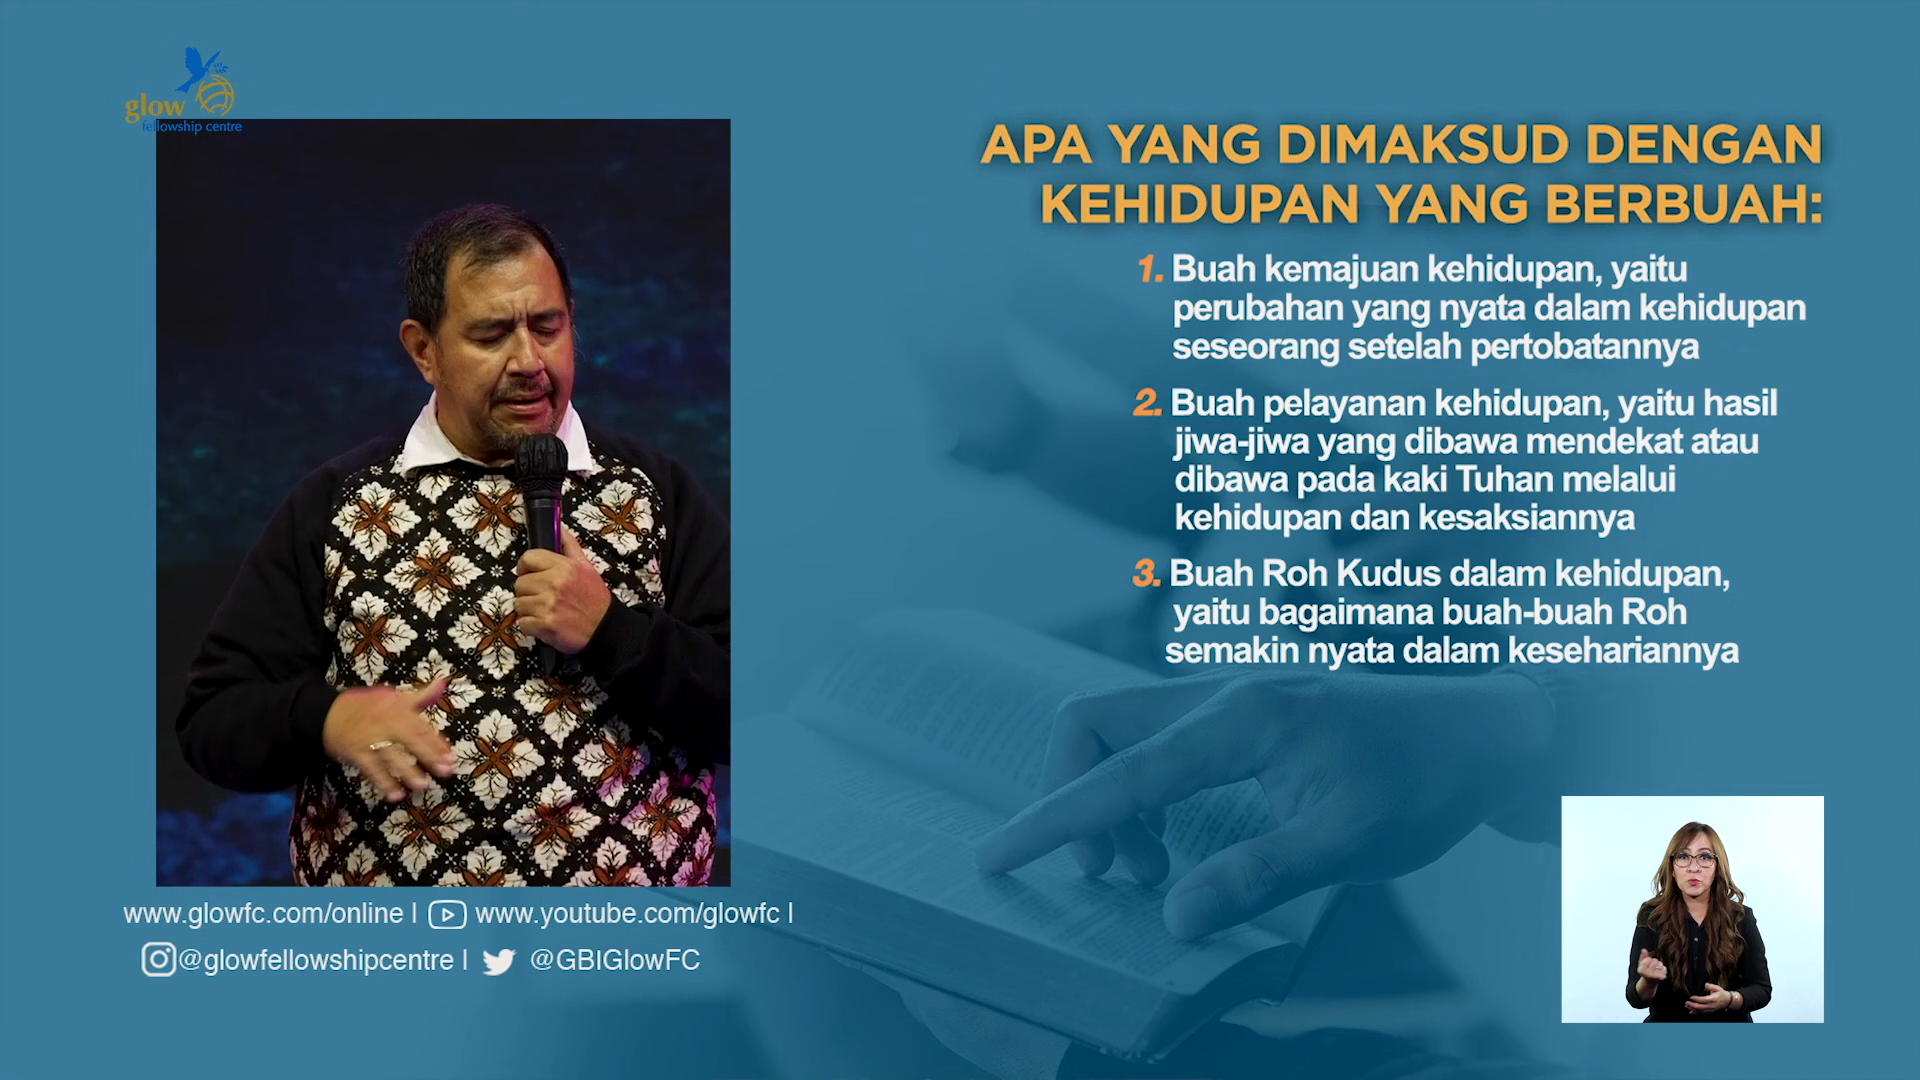 glow
fellowship centre
APA YANG DIMAKSUD DENGAN
KEHIDUPAN YANG BERBUAH:
1. Buah kemajuan kehidupan, yaitu
perubahan yang nyata dalam kehidupan
seseorang setelah pertobatannya
2. Buah pelayanan kehidupan, yaitu hasil
jiwa-jiwa yang dibawa mendekat atau
dibawa pada kaki Tuhan melalui
kehidupan dan kesaksiannya
3. Buah Roh Kudus dalam kehidupan,
yaitu bagaimana buah-buah Roh
semakin nyata dalam kesehariannya
www.glowfc.com/online | www.youtube.com/glowfc |
@glowfellowshipcentre | @GBIGlowFC